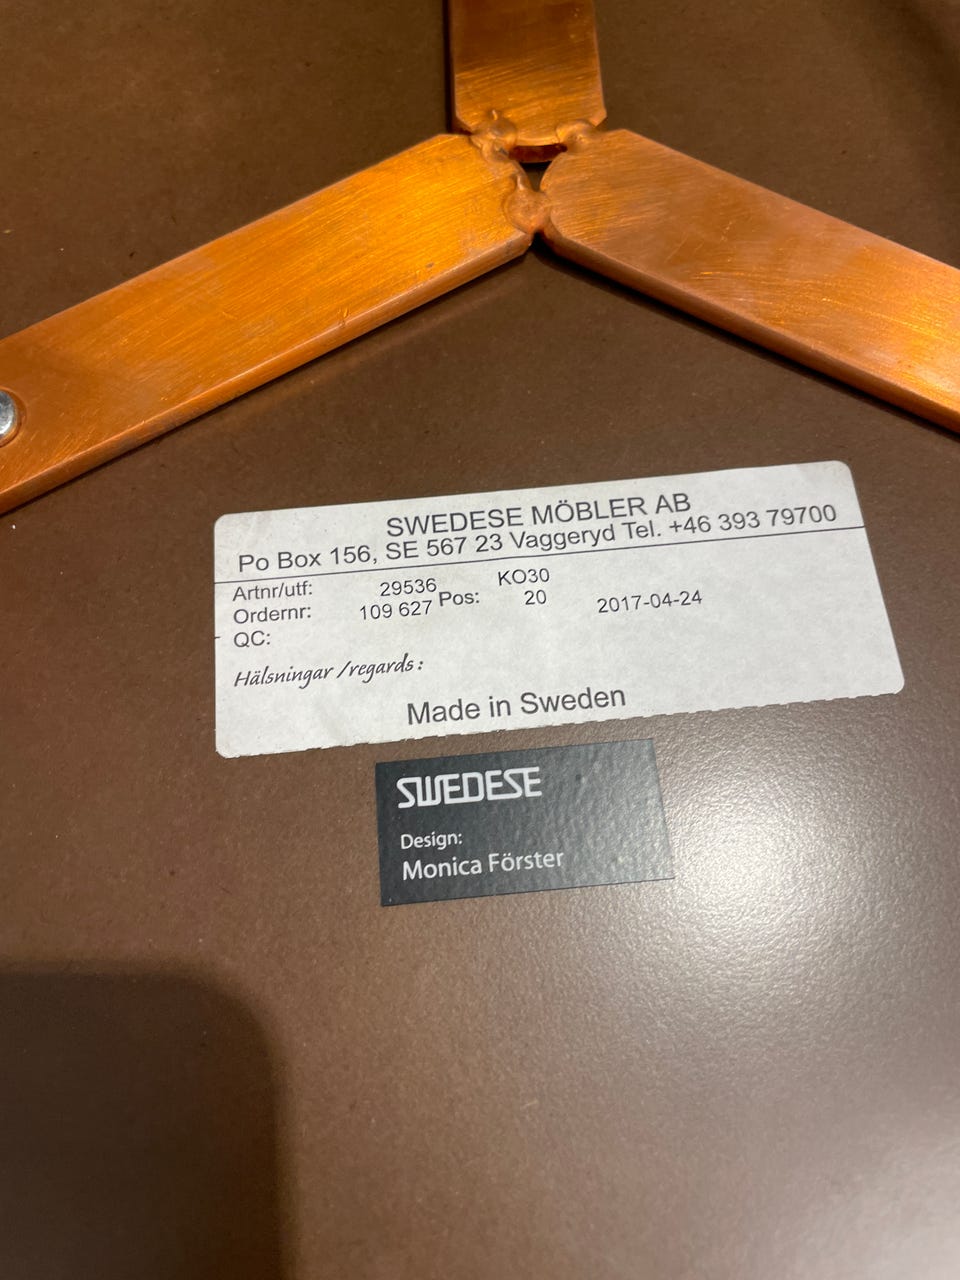 SWEDESE MÖBLER AB
Po Box 156, SE 567 23 Vaggeryd Tel. +46 393 79700
Artnr/utf: 29536 KO30
Ordernr: 109 627 Pos: 20 2017-04-24
QC:
Hälsningar /regards:
Made in Sweden
SWEDESE
Design:
Monica Förster